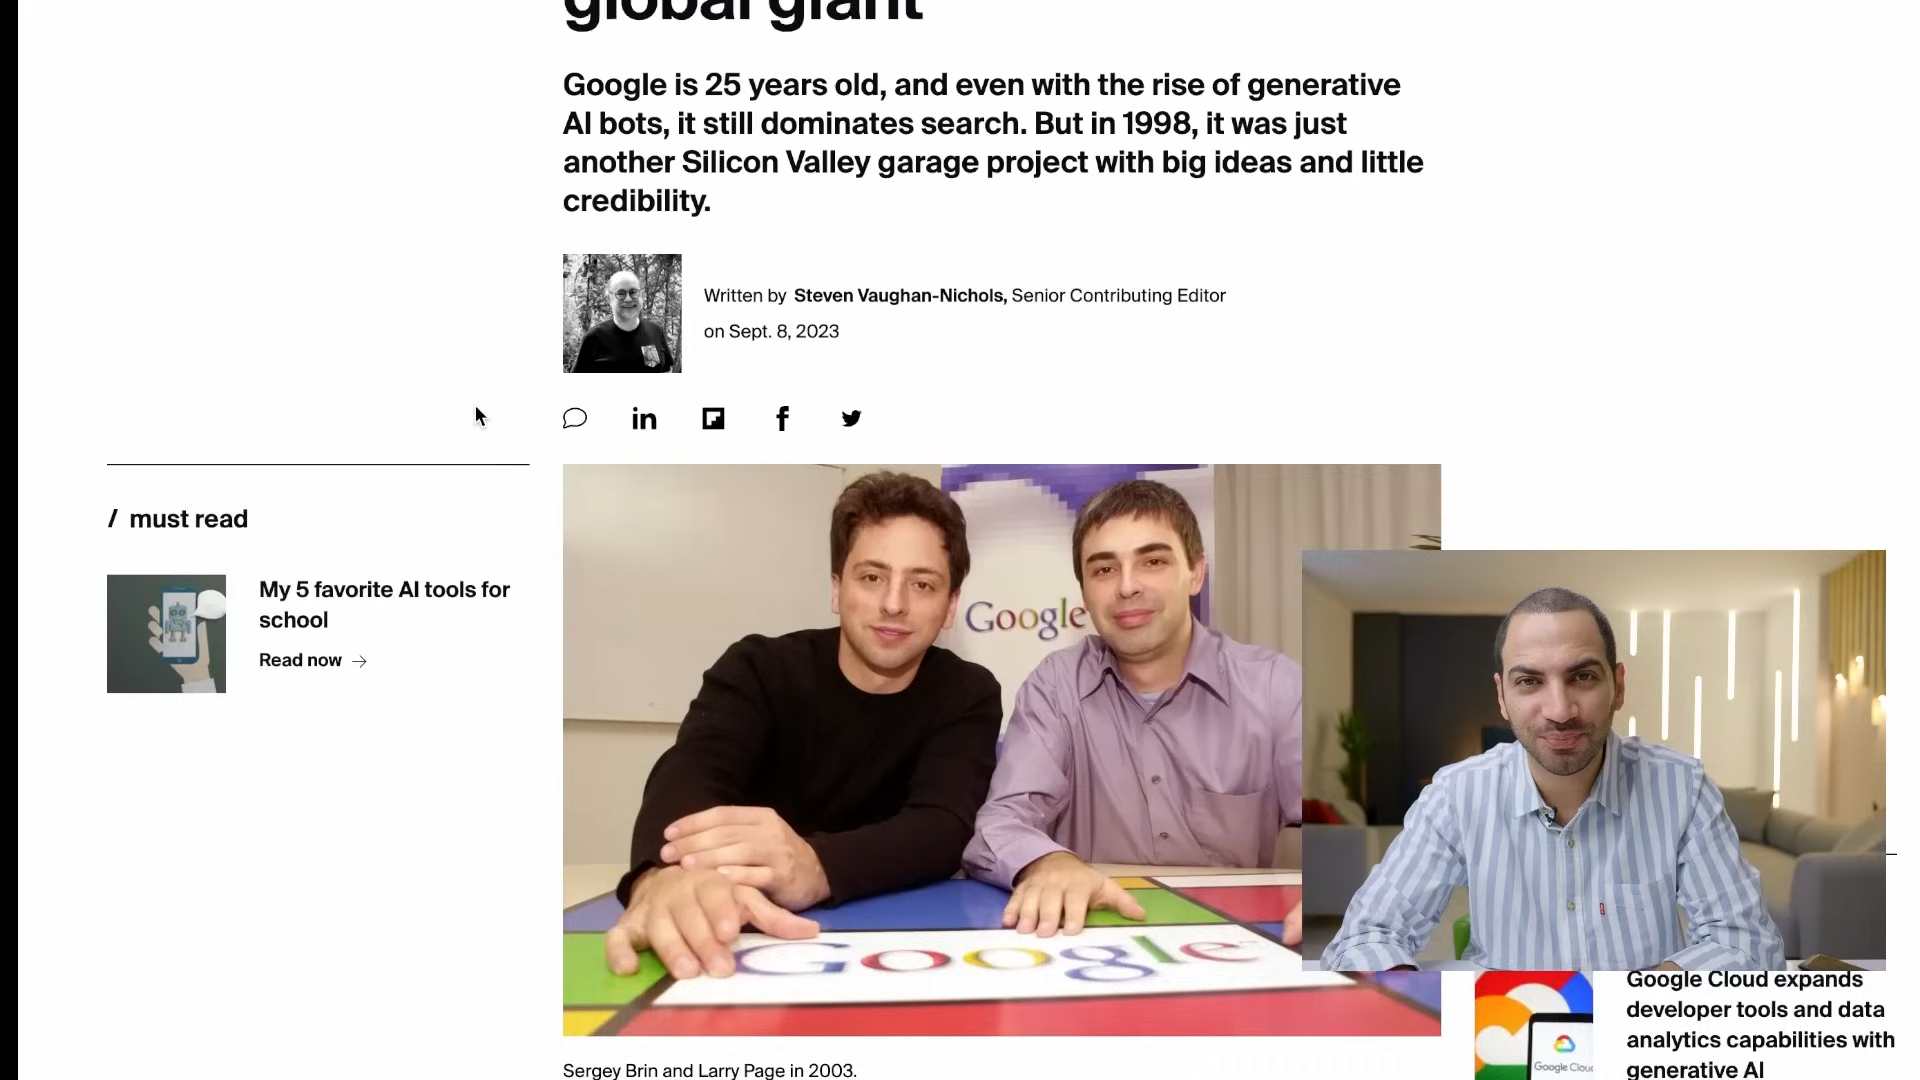 global giant
Google is 25 years old, and even with the rise of generative
AI bots, it still dominates search. But in 1998, it was just
another Silicon Valley garage project with big ideas and little
credibility.
Written by Steven Vaughan-Nichols, Senior Contributing Editor
on Sept. 8, 2023
/ must read
My 5 favorite AI tools for
school
Read now →
Google
Google
Sergey Brin and Larry Page in 2003.
Google Cloud expands
developer tools and data
analytics capabilities with
generative AI
Google Cloud